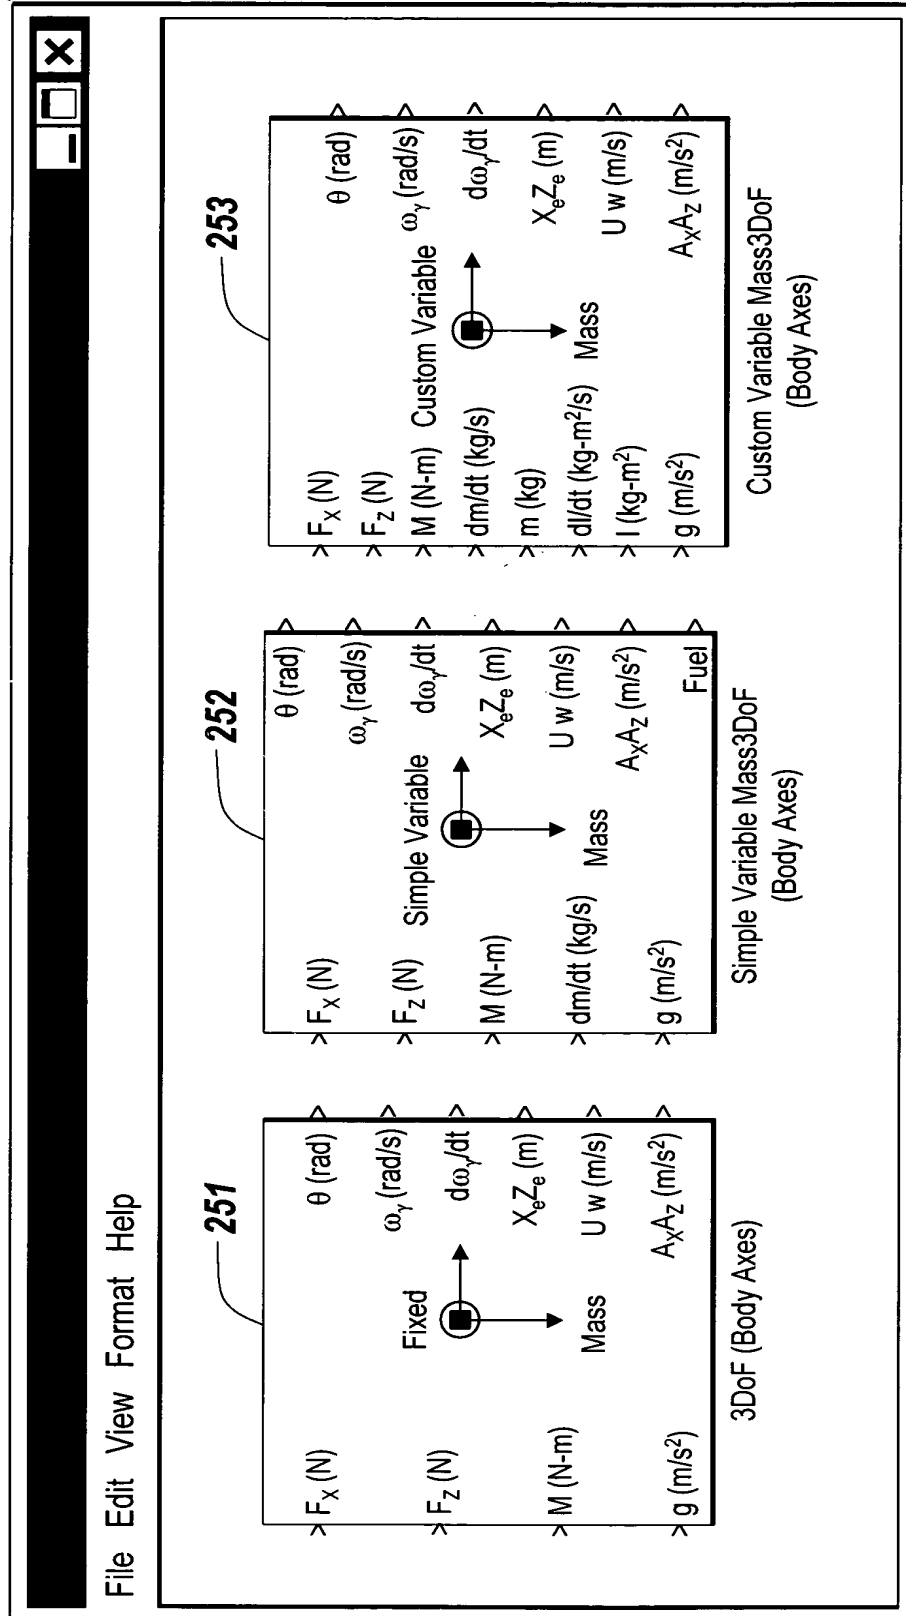 File Edit View Format Help
251
F_X (N)
F_Z (N)
M (N-m)
g (m/s²)
Fixed
Mass
θ (rad)
ω_γ (rad/s)
dω_γ/dt
X_eZ_e (m)
U w (m/s)
A_XA_Z (m/s²)
3DoF (Body Axes)
252
F_X (N)
F_Z (N)
M (N-m)
dm/dt (kg/s)
g (m/s²)
Simple Variable
Mass
θ (rad)
ω_γ (rad/s)
dω_γ/dt
X_eZ_e (m)
U w (m/s)
A_XA_Z (m/s²)
Fuel
Simple Variable Mass3DoF
(Body Axes)
253
F_X (N)
F_Z (N)
M (N-m)
dm/dt (kg/s)
m (kg)
dI/dt (kg-m²/s)
I (kg-m²)
g (m/s²)
Custom Variable
Mass
θ (rad)
ω_γ (rad/s)
dω_γ/dt
X_eZ_e (m)
U w (m/s)
A_XA_Z (m/s²)
Custom Variable Mass3DoF
(Body Axes)